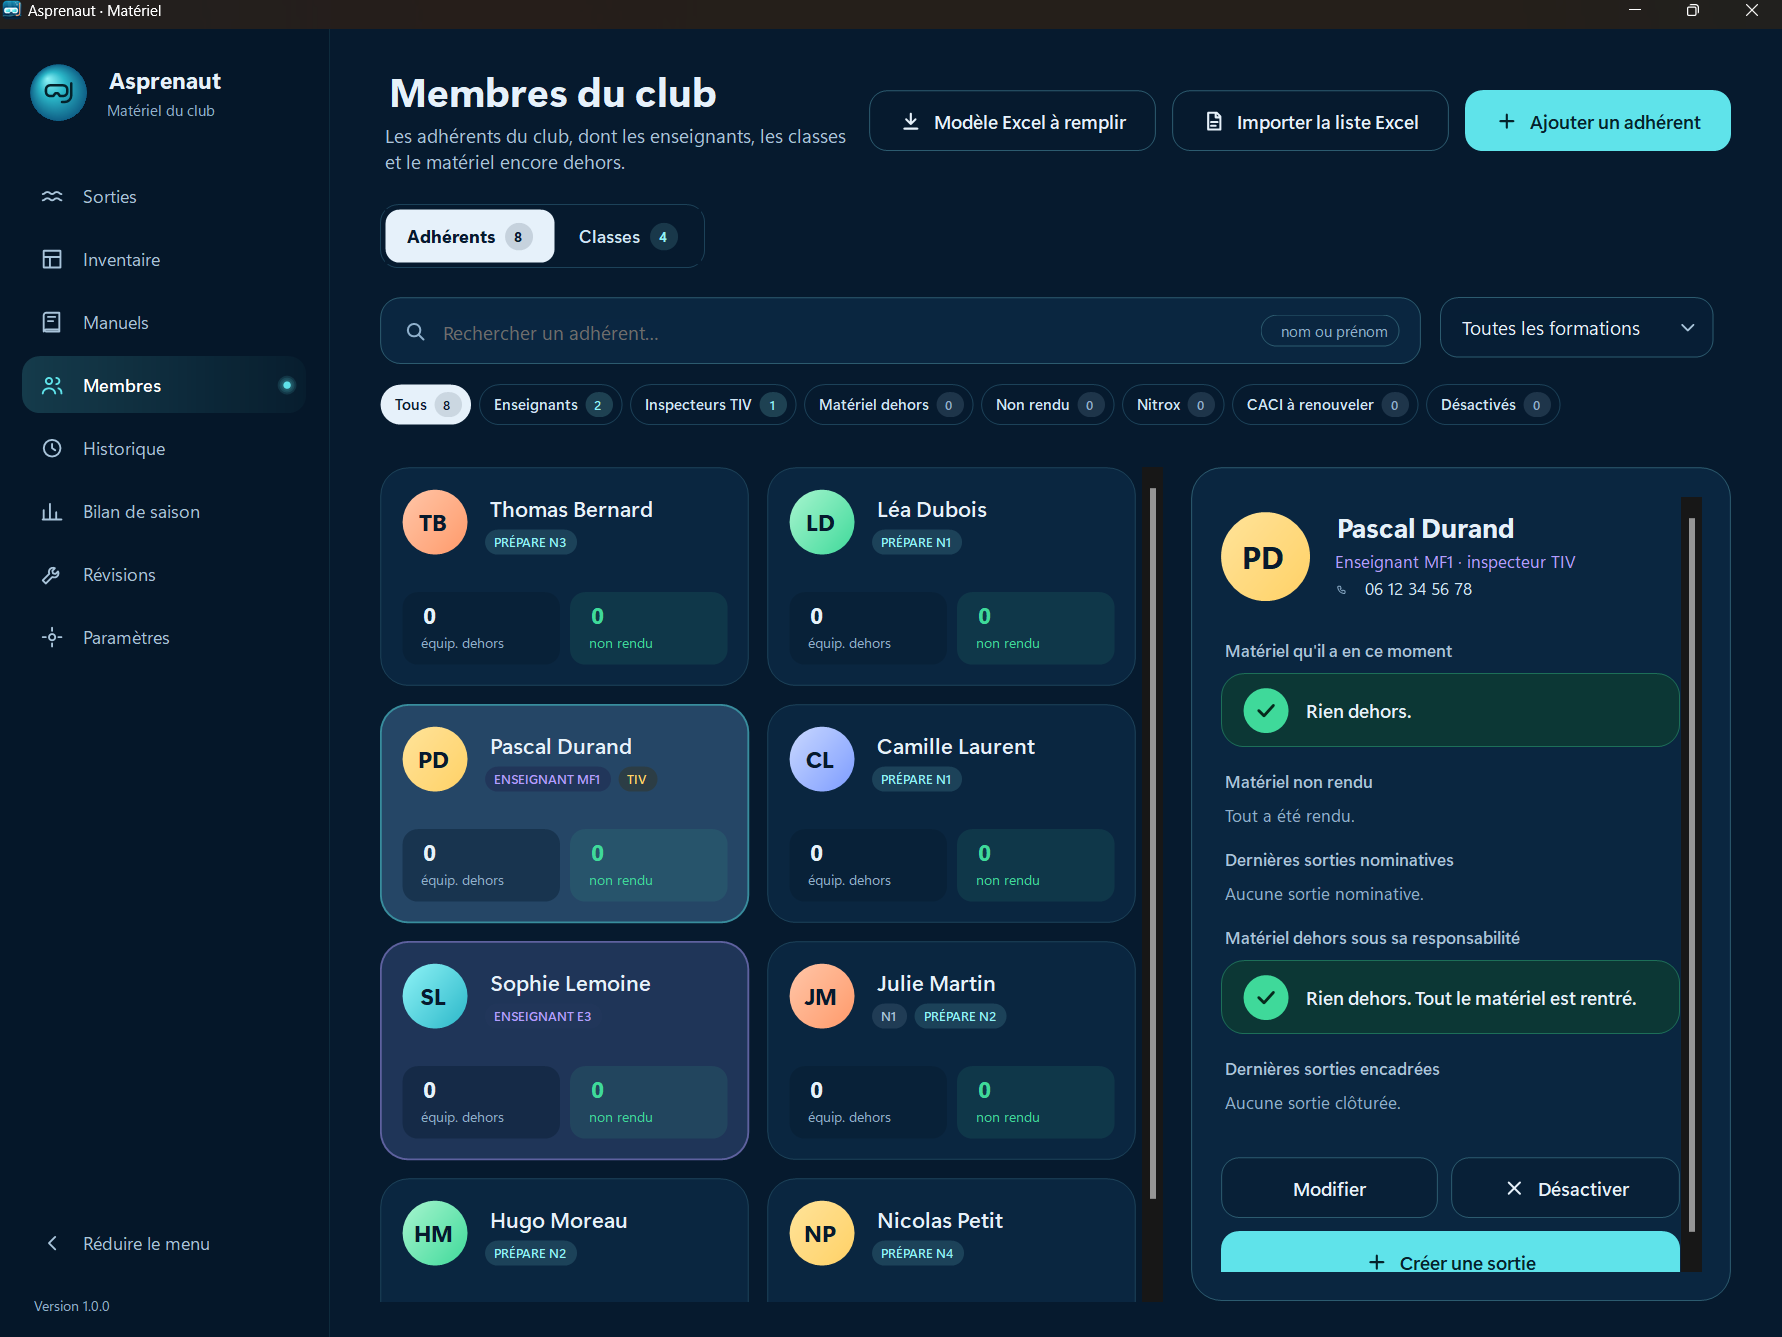 Asprenaut · Matériel
Asprenaut
Matériel du club
Sorties
Inventaire
Manuels
Membres
Historique
Bilan de saison
Révisions
Paramètres
Réduire le menu
Version 1.0.0
Membres du club
Les adhérents du club, dont les enseignants, les classes
et le matériel encore dehors.
Modèle Excel à remplir
Importer la liste Excel
Ajouter un adhérent
Adhérents 8
Classes 4
Rechercher un adhérent...
nom ou prénom
Toutes les formations
Tous 8
Enseignants 2
Inspecteurs TIV 1
Matériel dehors 0
Non rendu 0
Nitrox 0
CACI à renouveler 0
Désactivés 0
TB
Thomas Bernard
PRÉPARE N3
0
équip. dehors
0
non rendu
LD
Léa Dubois
PRÉPARE N1
0
équip. dehors
0
non rendu
PD
Pascal Durand
ENSEIGNANT MF1
TIV
0
équip. dehors
0
non rendu
CL
Camille Laurent
PRÉPARE N1
0
équip. dehors
0
non rendu
SL
Sophie Lemoine
ENSEIGNANT E3
0
équip. dehors
0
non rendu
JM
Julie Martin
N1
PRÉPARE N2
0
équip. dehors
0
non rendu
HM
Hugo Moreau
PRÉPARE N2
NP
Nicolas Petit
PRÉPARE N4
PD
Pascal Durand
Enseignant MF1 · inspecteur TIV
06 12 34 56 78
Matériel qu'il a en ce moment
Rien dehors.
Matériel non rendu
Tout a été rendu.
Dernières sorties nominatives
Aucune sortie nominative.
Matériel dehors sous sa responsabilité
Rien dehors. Tout le matériel est rentré.
Dernières sorties encadrées
Aucune sortie clôturée.
Modifier
Désactiver
Créer une sortie